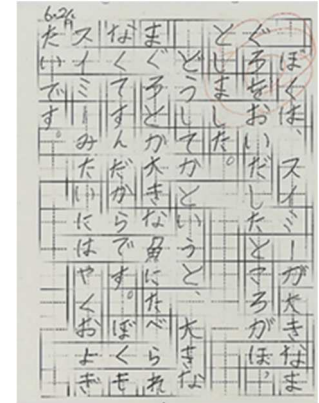 6.26
ぼくは、スイミーが大きなま
ぐろをおいだしたところがほっ
としました。
どうしてかというと、大きな
まぐろとか大きな魚にたべられ
なくてすんだからです。ぼくも
スイミーみたいにはやくおよぎ
たいです。